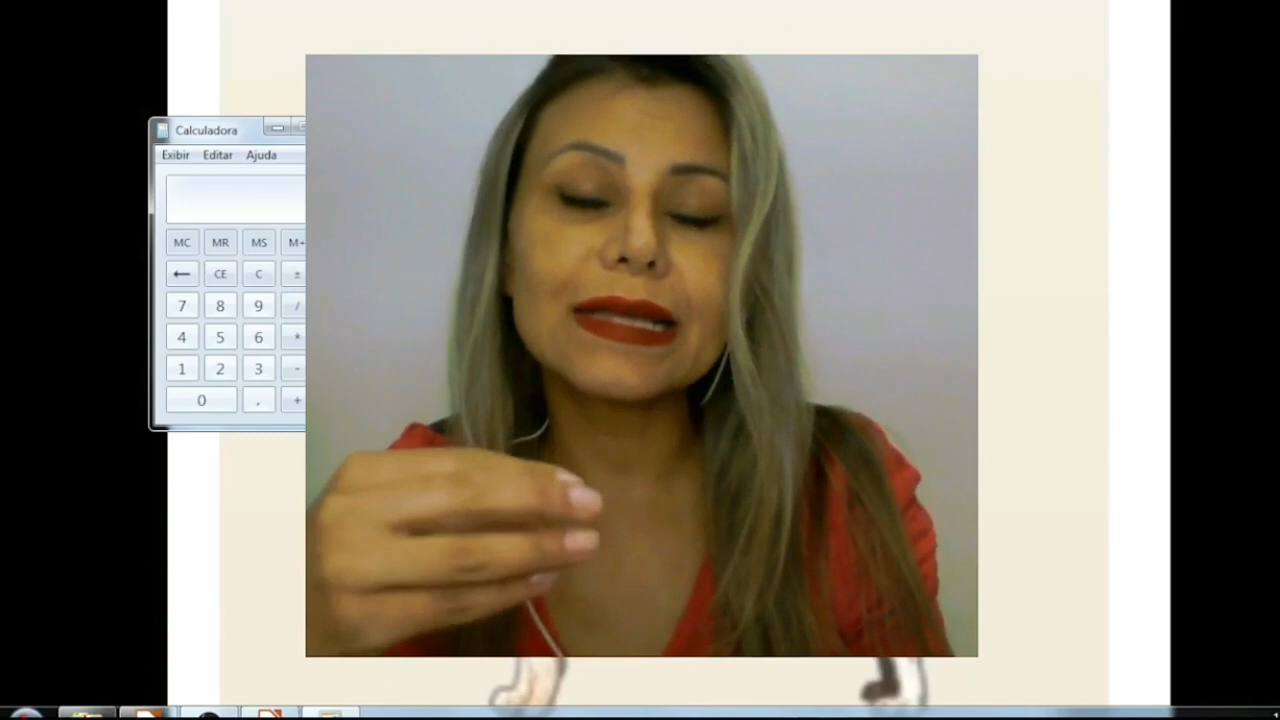 Calculadora
Exibir Editar Ajuda
MC MR MS M+
← CE C ±
7 8 9 /
4 5 6 *
1 2 3 -
0 . +